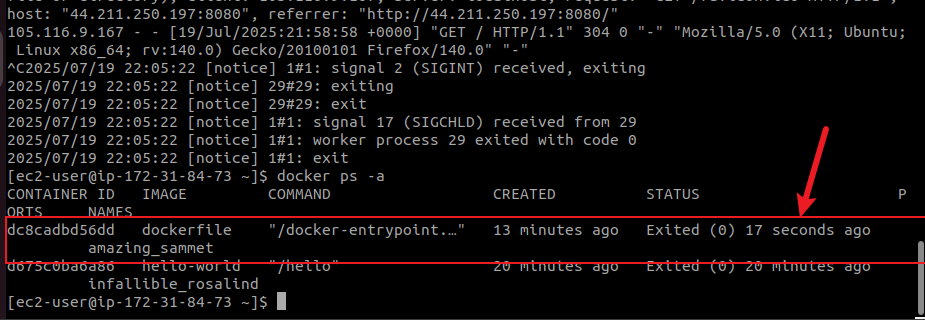 host: "44.211.250.197:8080", referrer: "http://44.211.250.197:8080/"
105.116.9.167 - - [19/Jul/2025:21:58:58 +0000] "GET / HTTP/1.1" 304 0 "-" "Mozilla/5.0 (X11; Ubuntu;
Linux x86_64; rv:140.0) Gecko/20100101 Firefox/140.0" "-"
^C2025/07/19 22:05:22 [notice] 1#1: signal 2 (SIGINT) received, exiting
2025/07/19 22:05:22 [notice] 29#29: exiting
2025/07/19 22:05:22 [notice] 29#29: exit
2025/07/19 22:05:22 [notice] 1#1: signal 17 (SIGCHLD) received from 29
2025/07/19 22:05:22 [notice] 1#1: worker process 29 exited with code 0
2025/07/19 22:05:22 [notice] 1#1: exit
[ec2-user@ip-172-31-84-73 ~]$ docker ps -a
CONTAINER ID IMAGE COMMAND CREATED STATUS P
ORTS NAMES
dc8cadbd56dd dockerfile "/docker-entrypoint.…" 13 minutes ago Exited (0) 17 seconds ago
amazing_sammet
d675c0ba6a86 hello-world "/hello" 20 minutes ago Exited (0) 20 minutes ago
infallible_rosalind
[ec2-user@ip-172-31-84-73 ~]$